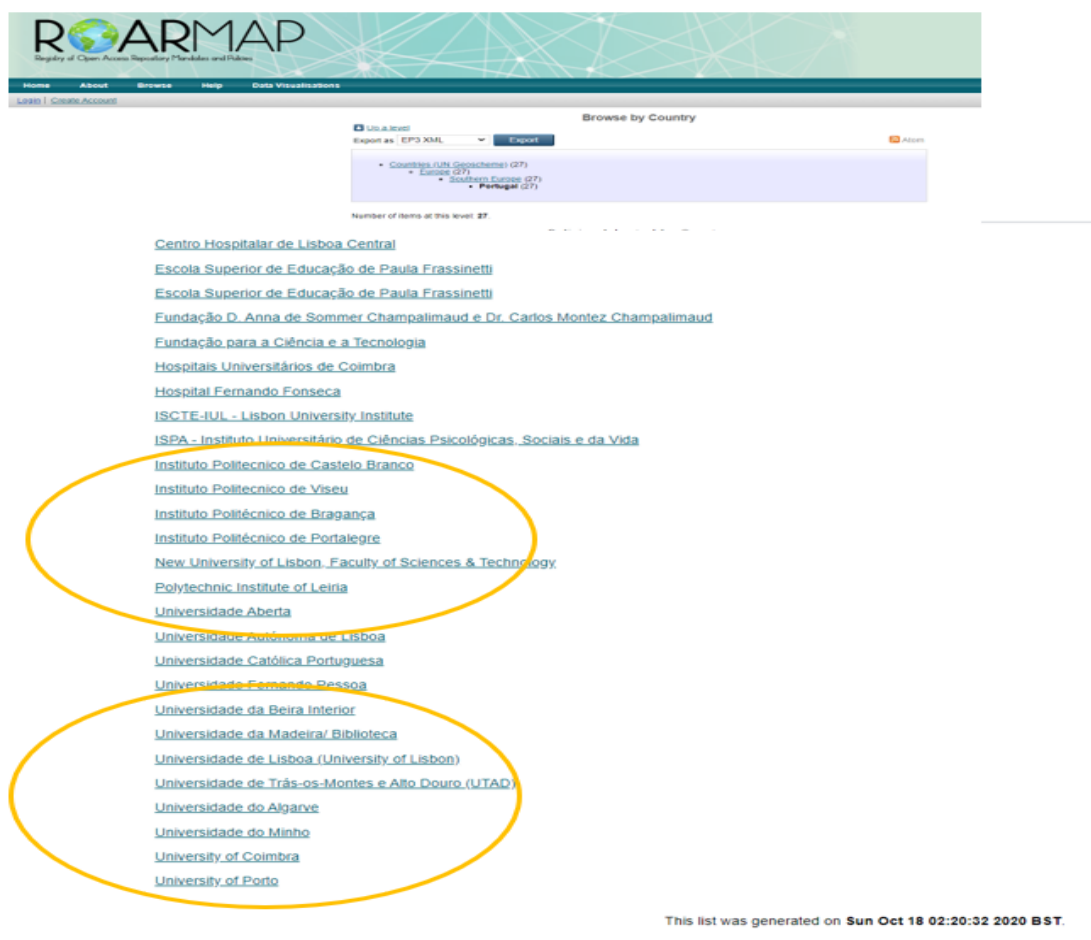 ROARMAP
Registry of Open Access Repository Mandates and Policies
Home About Browse Help Data Visualisations
Login | Create Account
Browse by Country
Up a level
Export as EP3 XML Export
Atom
Countries (UN Geoscheme) (27)
Europe (27)
Southern Europe (27)
Portugal (27)
Number of items at this level: 27.
Centro Hospitalar de Lisboa Central
Escola Superior de Educação de Paula Frassinetti
Escola Superior de Educação de Paula Frassinetti
Fundação D. Anna de Sommer Champalimaud e Dr. Carlos Montez Champalimaud
Fundação para a Ciência e a Tecnologia
Hospitais Universitários de Coimbra
Hospital Fernando Fonseca
ISCTE-IUL - Lisbon University Institute
ISPA - Instituto Universitário de Ciências Psicológicas, Sociais e da Vida
Instituto Politecnico de Castelo Branco
Instituto Politecnico de Viseu
Instituto Politécnico de Bragança
Instituto Politécnico de Portalegre
New University of Lisbon, Faculty of Sciences & Technology
Polytechnic Institute of Leiria
Universidade Aberta
Universidade Autónoma de Lisboa
Universidade Católica Portuguesa
Universidade Fernando Pessoa
Universidade da Beira Interior
Universidade da Madeira/ Biblioteca
Universidade de Lisboa (University of Lisbon)
Universidade de Trás-os-Montes e Alto Douro (UTAD)
Universidade do Algarve
Universidade do Minho
University of Coimbra
University of Porto
This list was generated on Sun Oct 18 02:20:32 2020 BST.